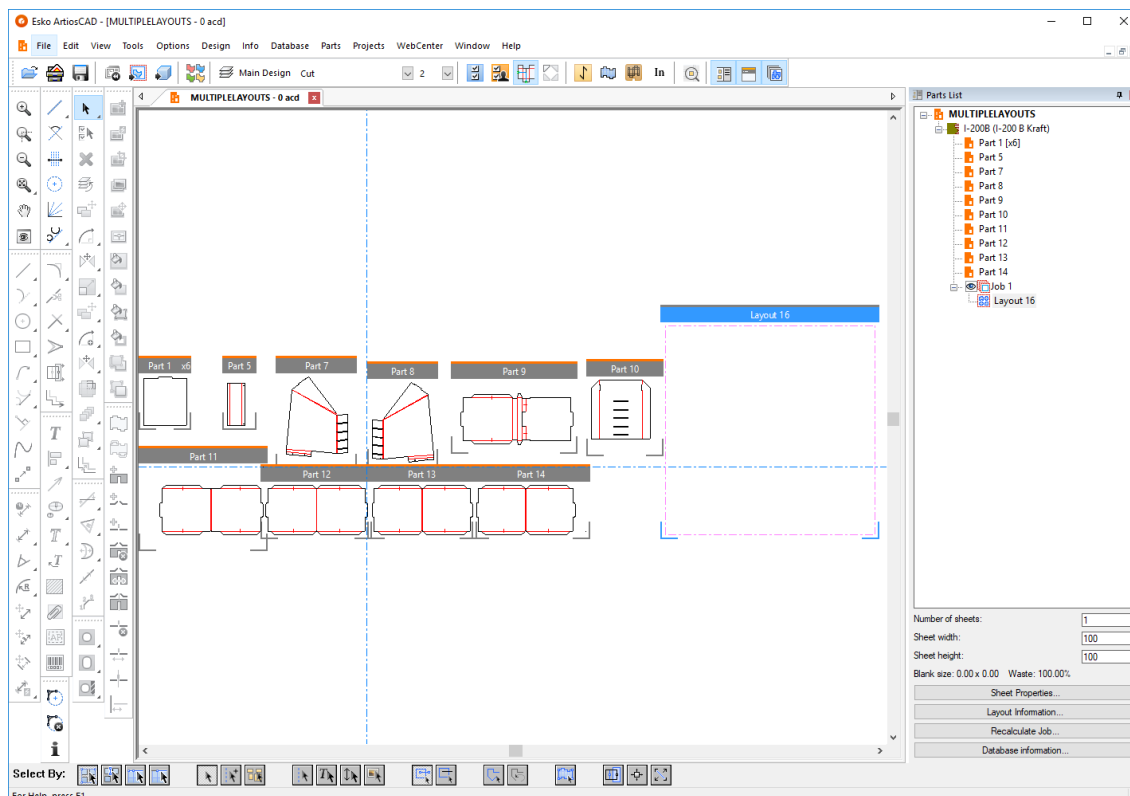 Esko ArtiosCAD - [MULTIPLELAYOUTS - 0 acd]
File Edit View Tools Options Design Info Database Parts Projects WebCenter Window Help
Main Design Cut 2 In
MULTIPLELAYOUTS - 0 acd
Parts List
MULTIPLELAYOUTS
I-200B (I-200 B Kraft)
Part 1 [x6]
Part 5
Part 7
Part 8
Part 9
Part 10
Part 11
Part 12
Part 13
Part 14
Job 1
Layout 16
Layout 16
Part 1 x6
Part 5
Part 7
Part 8
Part 9
Part 10
Part 11
Part 12
Part 13
Part 14
Number of sheets: 1
Sheet width: 100
Sheet height: 100
Blank size: 0.00 x 0.00 Waste: 100.00%
Sheet Properties...
Layout Information...
Recalculate Job...
Database information...
Select By:
For Help, press F1